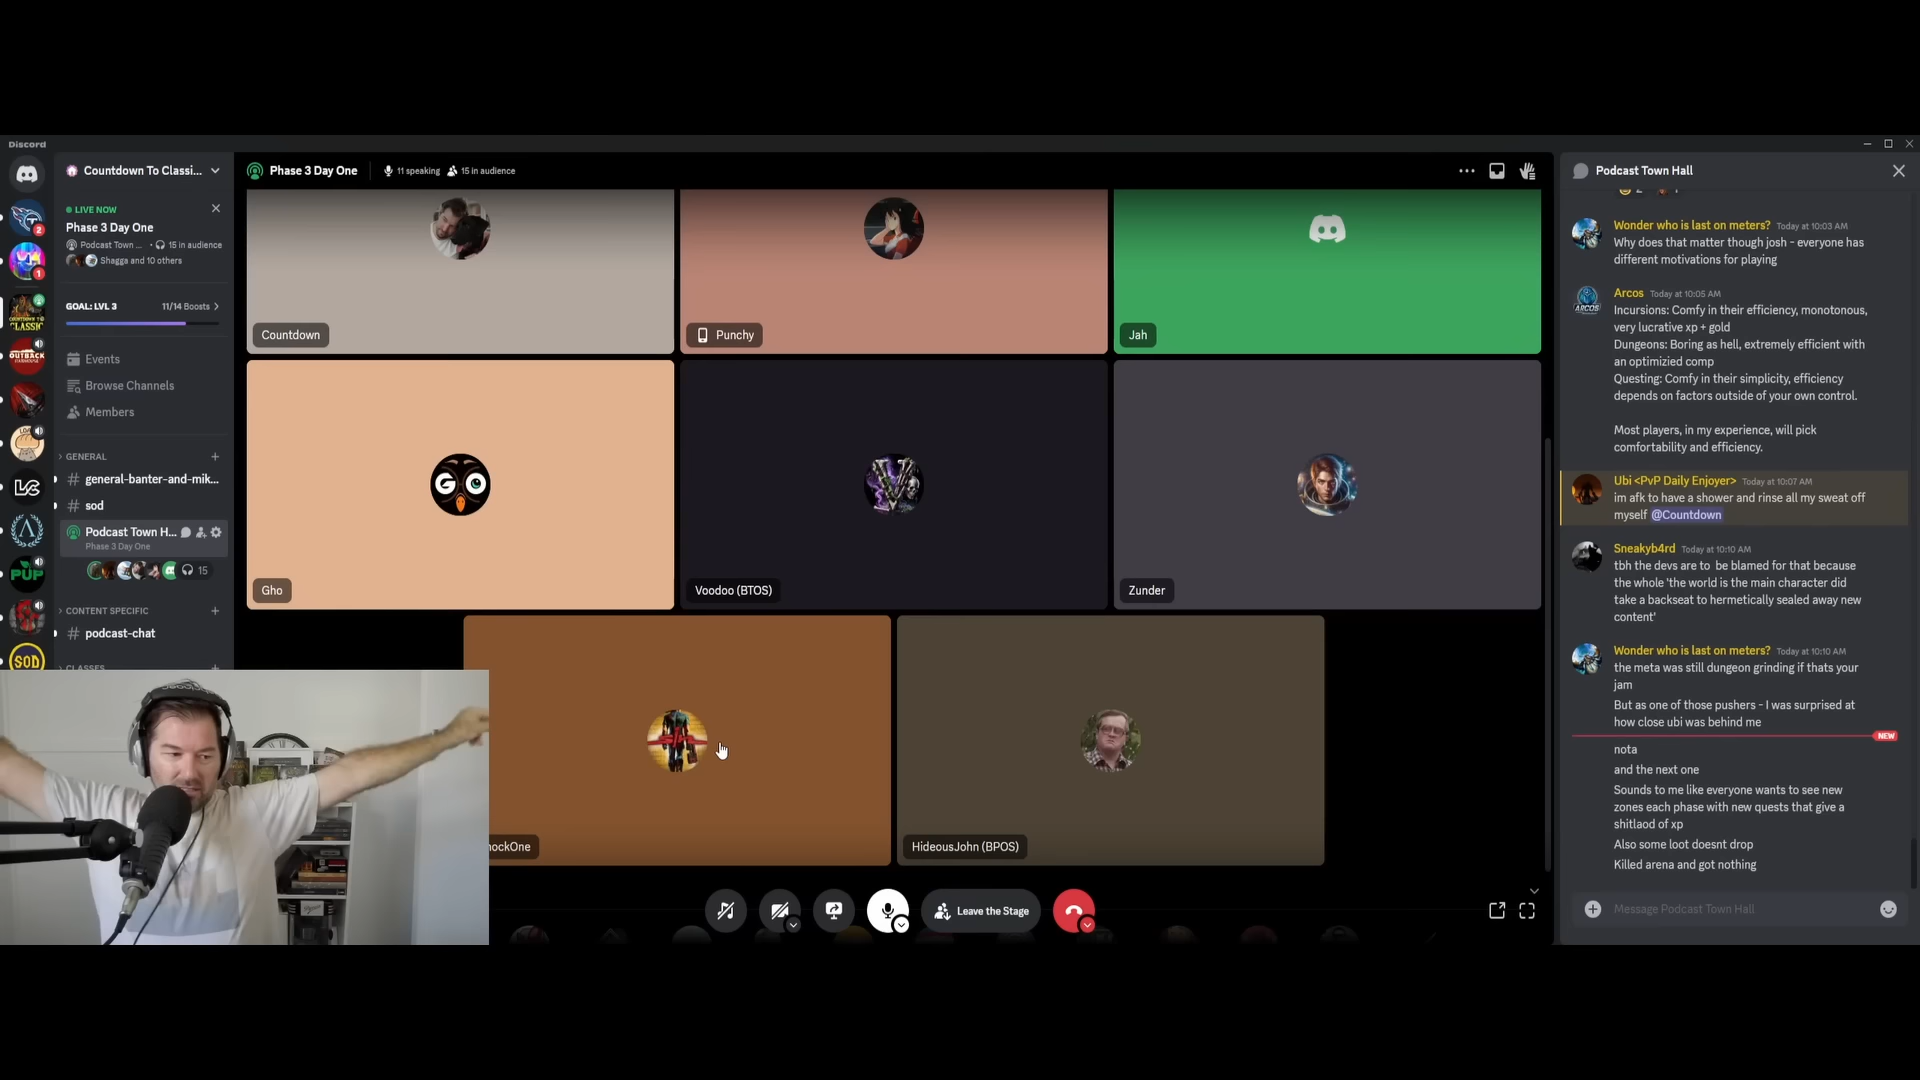 Discord
Countdown To Classi...
LIVE NOW
Phase 3 Day One
Podcast Town ... • 15 in audience
Shagga and 10 others
GOAL: LVL 3 11/14 Boosts
Events
Browse Channels
Members
GENERAL
general-banter-and-mik...
sod
Podcast Town H...
Phase 3 Day One
15
CONTENT SPECIFIC
podcast-chat
CLASSES
2
1
COUNTDOWN TO
CLASSIC
OUTBACK
LC
PUP
SOD
Phase 3 Day One 11 speaking 15 in audience
Countdown
Punchy
Jah
GO
Gho
Voodoo (BTOS)
Zunder
nockOne
HideousJohn (BPOS)
Leave the Stage
Podcast Town Hall
Wonder who is last on meters? Today at 10:03 AM
Why does that matter though josh - everyone has
different motivations for playing
ARCOS
Arcos Today at 10:05 AM
Incursions: Comfy in their efficiency, monotonous,
very lucrative xp + gold
Dungeons: Boring as hell, extremely efficient with
an optimizied comp
Questing: Comfy in their simplicity, efficiency
depends on factors outside of your own control.
Most players, in my experience, will pick
comfortability and efficiency.
Ubi <PvP Daily Enjoyer> Today at 10:07 AM
im afk to have a shower and rinse all my sweat off
myself @Countdown
Sneakyb4rd Today at 10:10 AM
tbh the devs are to be blamed for that because
the whole 'the world is the main character did
take a backseat to hermetically sealed away new
content'
Wonder who is last on meters? Today at 10:10 AM
the meta was still dungeon grinding if thats your
jam
But as one of those pushers - I was surprised at
how close ubi was behind me
NEW
nota
and the next one
Sounds to me like everyone wants to see new
zones each phase with new quests that give a
shitlaod of xp
Also some loot doesnt drop
Killed arena and got nothing
Message Podcast Town Hall